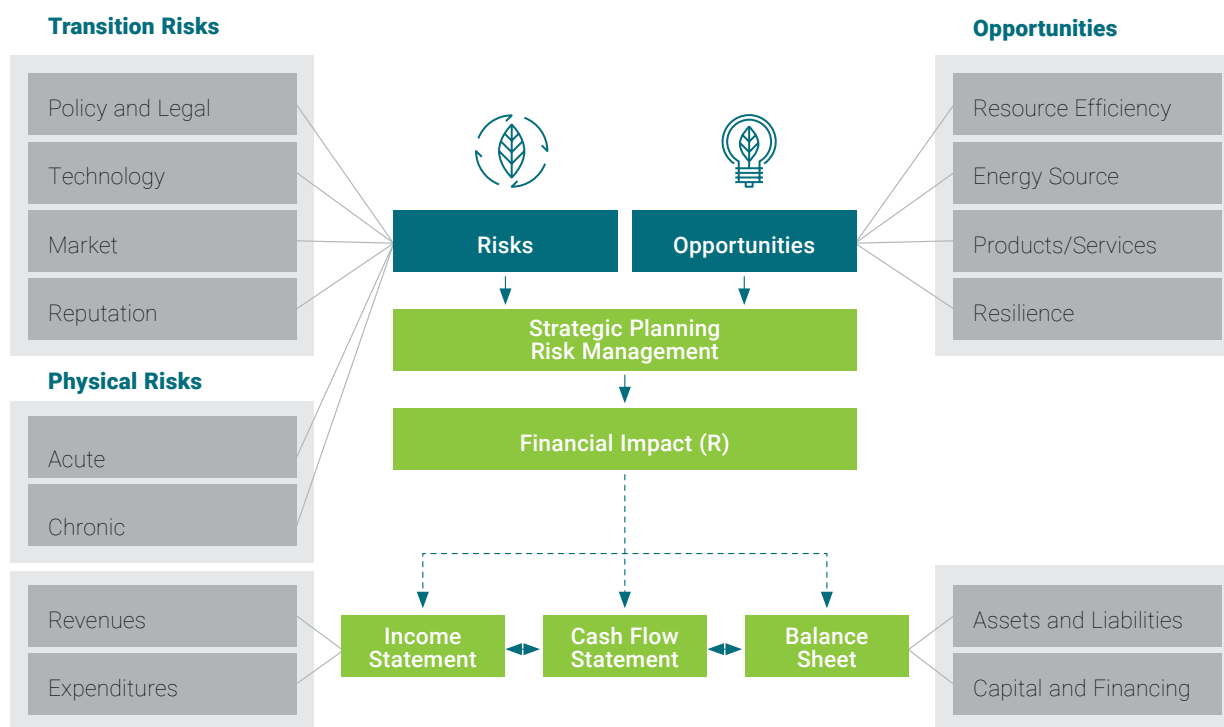 Transition Risks
Policy and Legal
Technology
Market
Reputation
Physical Risks
Acute
Chronic
Revenues
Expenditures
Risks
Opportunities
Strategic Planning
Risk Management
Financial Impact (R)
Income
Statement
Cash Flow
Statement
Balance
Sheet
Opportunities
Resource Efficiency
Energy Source
Products/Services
Resilience
Assets and Liabilities
Capital and Financing